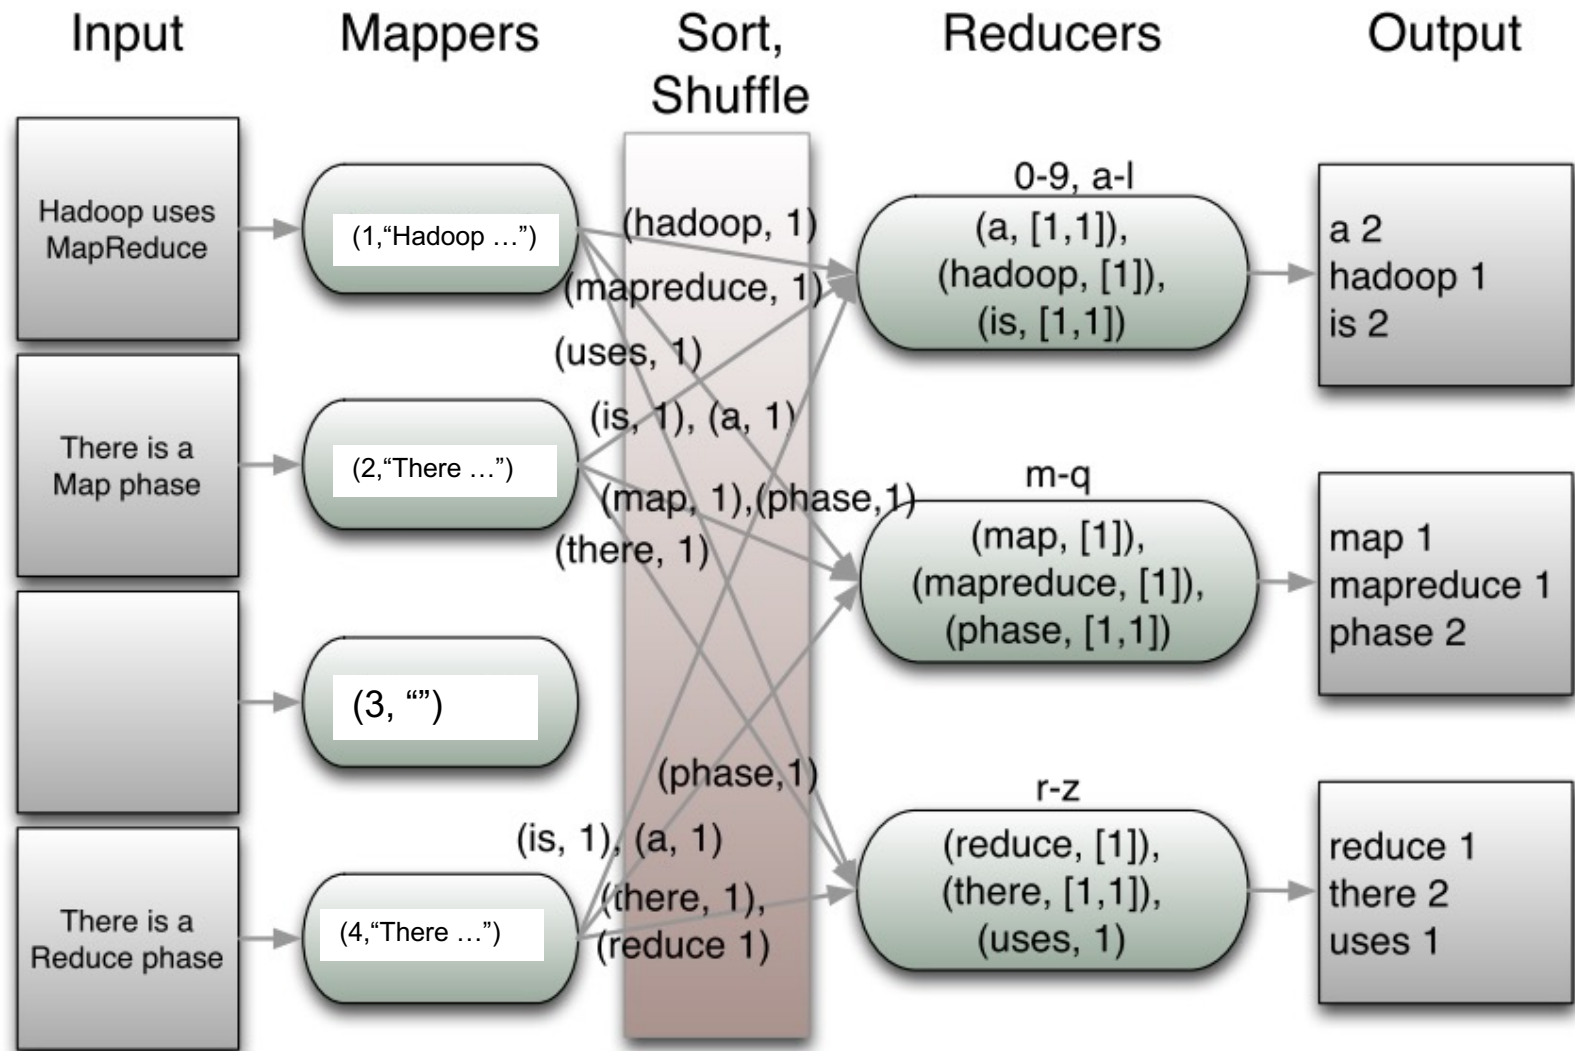 Input
Mappers
Sort,
Shuffle
Reducers
Output
Hadoop uses
MapReduce
There is a
Map phase
There is a
Reduce phase
(1,“Hadoop …”)
(2,“There …”)
(3, “”)
(4,“There …”)
(hadoop, 1)
(mapreduce, 1)
(uses, 1)
(is, 1), (a, 1)
(map, 1),(phase,1)
(there, 1)
(phase,1)
(is, 1), (a, 1)
(there, 1),
(reduce 1)
0-9, a-l
(a, [1,1]),
(hadoop, [1]),
(is, [1,1])
m-q
(map, [1]),
(mapreduce, [1]),
(phase, [1,1])
r-z
(reduce, [1]),
(there, [1,1]),
(uses, 1)
a 2
hadoop 1
is 2
map 1
mapreduce 1
phase 2
reduce 1
there 2
uses 1